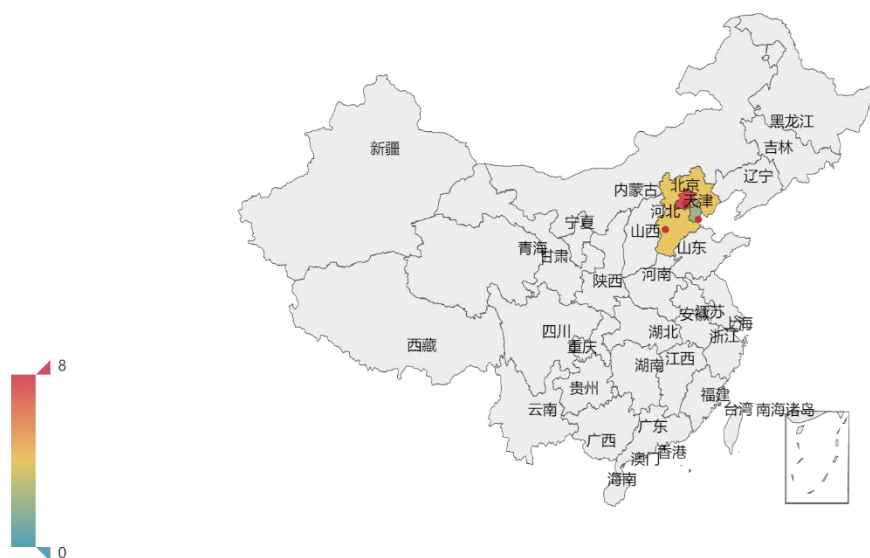 黑龙江
吉林
新疆
辽宁
北京
内蒙古
天津
河北
宁夏
山西
山东
青海
甘肃
河南
陕西
江苏
安徽
上海
湖北
四川
浙江
重庆
江西
湖南
西藏
8
贵州
福建
云南
台湾
南海诸岛
广东
广西
香港
澳门
海南
0